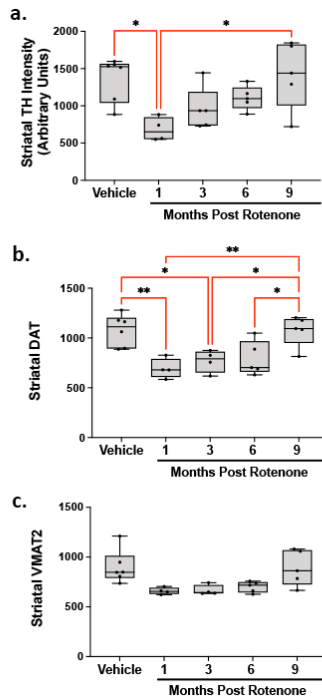 a.
*
*
Striatal TH Intensity
(Arbitrary Units)
2000
1500
1000
500
0
Vehicle
1
3
6
9
Months Post Rotenone
b.
**
*
*
**
*
Striatal DAT
1500
1000
500
0
Vehicle
1
3
6
9
Months Post Rotenone
c.
Striatal VMAT2
1500
1000
500
0
Vehicle
1
3
6
9
Months Post Rotenone